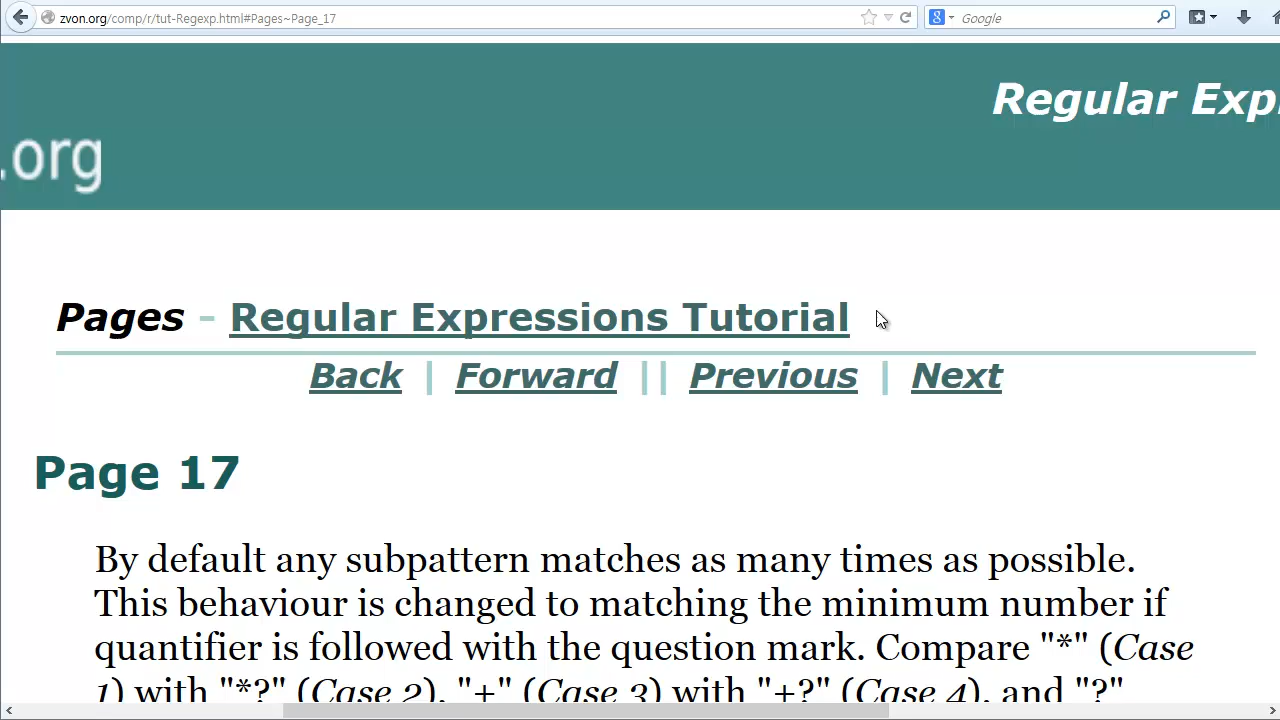 zvon.org/comp/r/tut-Regexp.html#Pages~Page_17
Google
Regular Exp
.org
Pages – Regular Expressions Tutorial
Back | Forward || Previous | Next
Page 17
By default any subpattern matches as many times as possible.
This behaviour is changed to matching the minimum number if
quantifier is followed with the question mark. Compare "*" (Case
1) with "*?" (Case 2), "+" (Case 3) with "+?" (Case 4), and "?"